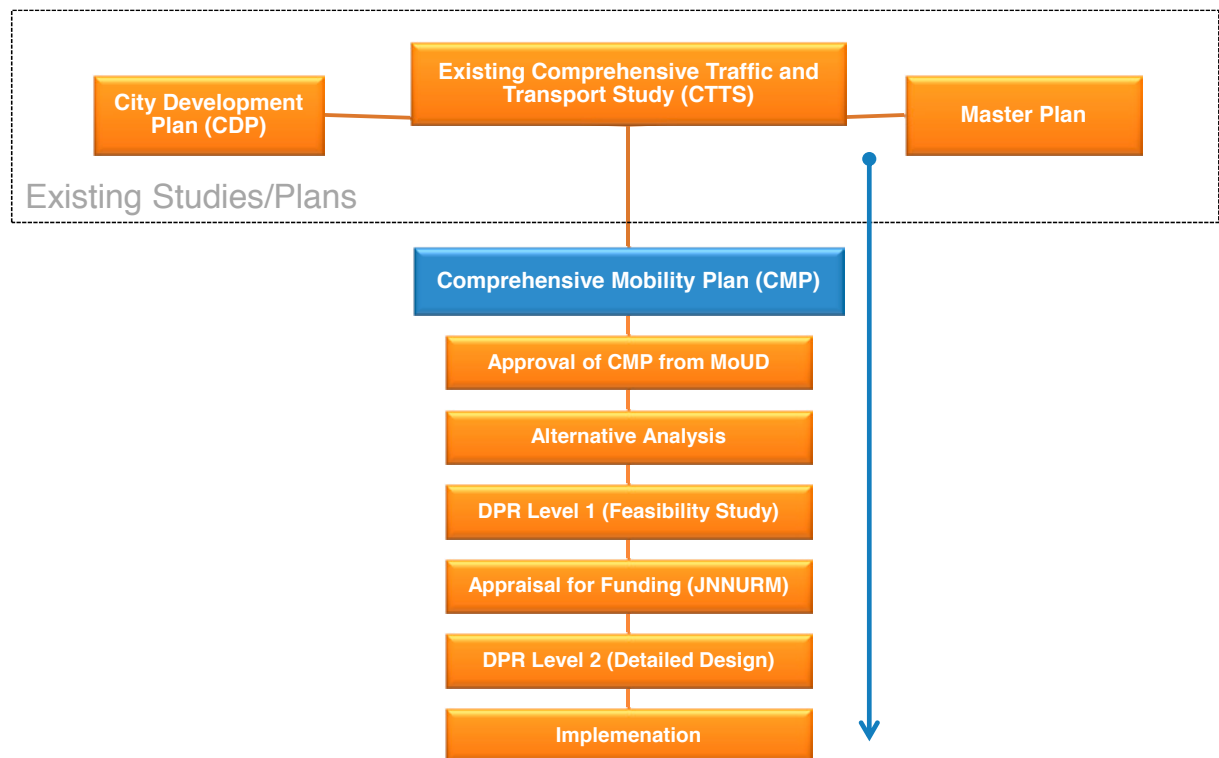 Existing Comprehensive Traffic and
Transport Study (CTTS)
City Development
Plan (CDP)
Master Plan
Existing Studies/Plans
Comprehensive Mobility Plan (CMP)
Approval of CMP from MoUD
Alternative Analysis
DPR Level 1 (Feasibility Study)
Appraisal for Funding (JNNURM)
DPR Level 2 (Detailed Design)
Implemenation